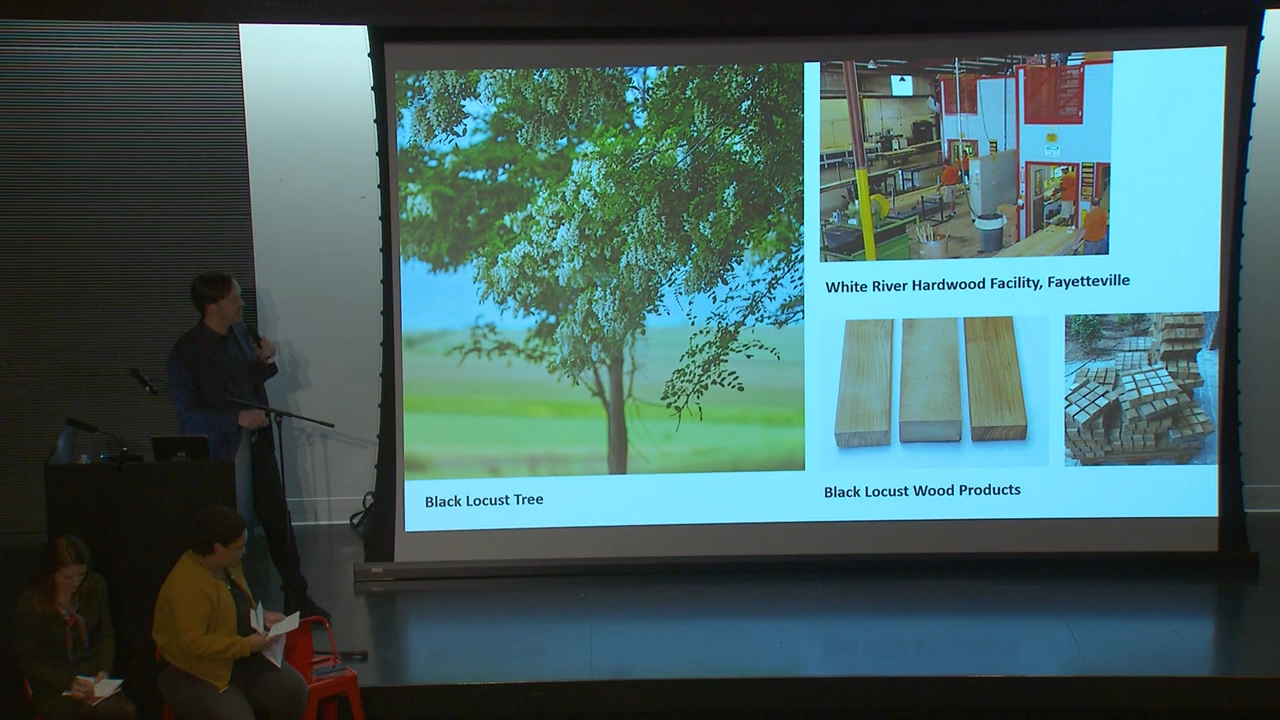 White River Hardwood Facility, Fayetteville
Black Locust Tree
Black Locust Wood Products